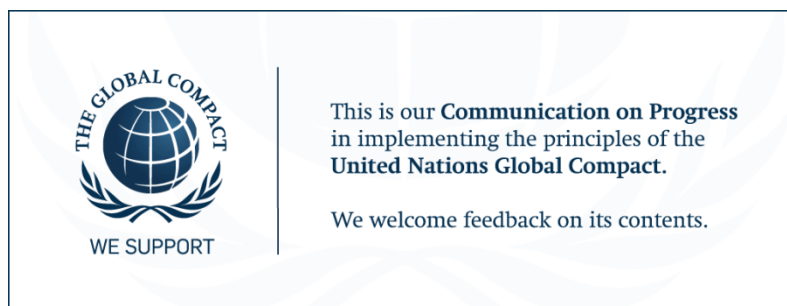 THE GLOBAL COMPACT
WE SUPPORT
This is our Communication on Progress
in implementing the principles of the
United Nations Global Compact.
We welcome feedback on its contents.